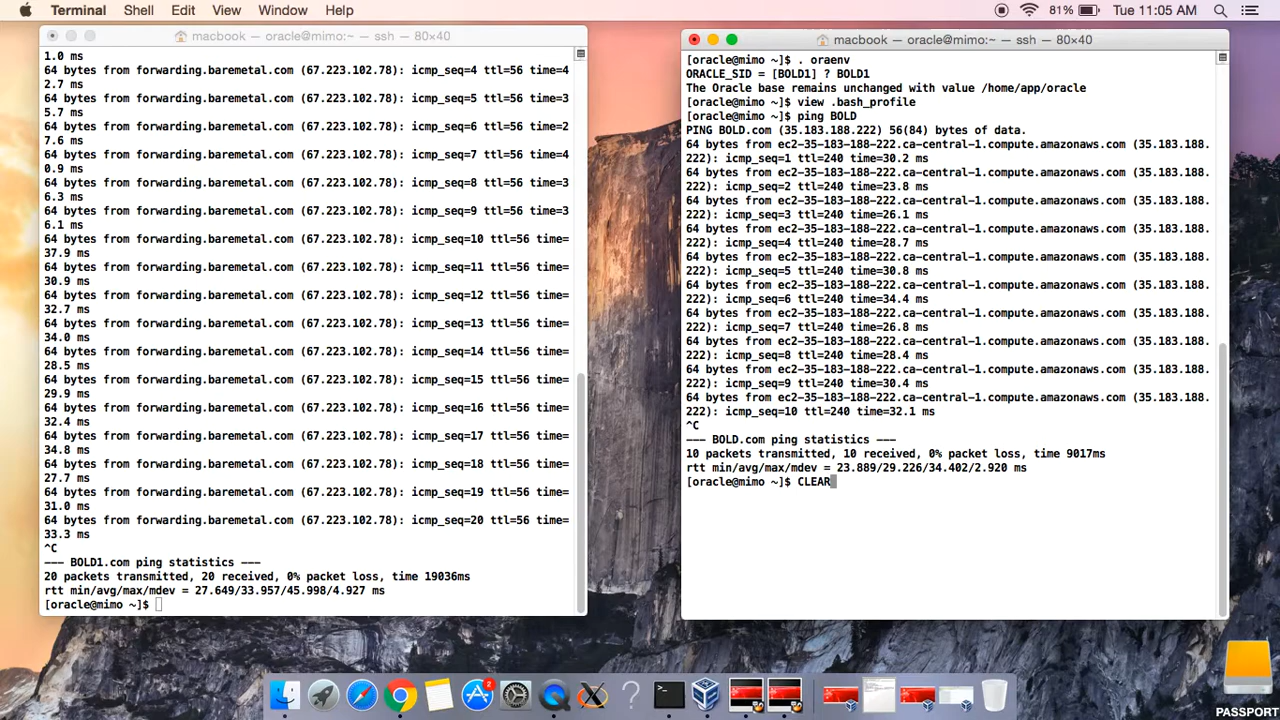 Terminal Shell Edit View Window Help
81% Tue 11:05 AM
macbook — oracle@mimo:~ — ssh — 80×40
1.0 ms
64 bytes from forwarding.baremetal.com (67.223.102.78): icmp_seq=4 ttl=56 time=4
2.7 ms
64 bytes from forwarding.baremetal.com (67.223.102.78): icmp_seq=5 ttl=56 time=3
5.7 ms
64 bytes from forwarding.baremetal.com (67.223.102.78): icmp_seq=6 ttl=56 time=2
7.6 ms
64 bytes from forwarding.baremetal.com (67.223.102.78): icmp_seq=7 ttl=56 time=4
0.9 ms
64 bytes from forwarding.baremetal.com (67.223.102.78): icmp_seq=8 ttl=56 time=3
6.3 ms
64 bytes from forwarding.baremetal.com (67.223.102.78): icmp_seq=9 ttl=56 time=3
6.1 ms
64 bytes from forwarding.baremetal.com (67.223.102.78): icmp_seq=10 ttl=56 time=
37.9 ms
64 bytes from forwarding.baremetal.com (67.223.102.78): icmp_seq=11 ttl=56 time=
30.9 ms
64 bytes from forwarding.baremetal.com (67.223.102.78): icmp_seq=12 ttl=56 time=
32.7 ms
64 bytes from forwarding.baremetal.com (67.223.102.78): icmp_seq=13 ttl=56 time=
34.0 ms
64 bytes from forwarding.baremetal.com (67.223.102.78): icmp_seq=14 ttl=56 time=
28.5 ms
64 bytes from forwarding.baremetal.com (67.223.102.78): icmp_seq=15 ttl=56 time=
29.9 ms
64 bytes from forwarding.baremetal.com (67.223.102.78): icmp_seq=16 ttl=56 time=
32.4 ms
64 bytes from forwarding.baremetal.com (67.223.102.78): icmp_seq=17 ttl=56 time=
34.8 ms
64 bytes from forwarding.baremetal.com (67.223.102.78): icmp_seq=18 ttl=56 time=
27.7 ms
64 bytes from forwarding.baremetal.com (67.223.102.78): icmp_seq=19 ttl=56 time=
31.0 ms
64 bytes from forwarding.baremetal.com (67.223.102.78): icmp_seq=20 ttl=56 time=
33.3 ms
^C
--- BOLD1.com ping statistics ---
20 packets transmitted, 20 received, 0% packet loss, time 19036ms
rtt min/avg/max/mdev = 27.649/33.957/45.998/4.927 ms
[oracle@mimo ~]$
macbook — oracle@mimo:~ — ssh — 80×40
[oracle@mimo ~]$ . oraenv
ORACLE_SID = [BOLD1] ? BOLD1
The Oracle base remains unchanged with value /home/app/oracle
[oracle@mimo ~]$ view .bash_profile
[oracle@mimo ~]$ ping BOLD
PING BOLD.com (35.183.188.222) 56(84) bytes of data.
64 bytes from ec2-35-183-188-222.ca-central-1.compute.amazonaws.com (35.183.188.
222): icmp_seq=1 ttl=240 time=30.2 ms
64 bytes from ec2-35-183-188-222.ca-central-1.compute.amazonaws.com (35.183.188.
222): icmp_seq=2 ttl=240 time=23.8 ms
64 bytes from ec2-35-183-188-222.ca-central-1.compute.amazonaws.com (35.183.188.
222): icmp_seq=3 ttl=240 time=26.1 ms
64 bytes from ec2-35-183-188-222.ca-central-1.compute.amazonaws.com (35.183.188.
222): icmp_seq=4 ttl=240 time=28.7 ms
64 bytes from ec2-35-183-188-222.ca-central-1.compute.amazonaws.com (35.183.188.
222): icmp_seq=5 ttl=240 time=30.8 ms
64 bytes from ec2-35-183-188-222.ca-central-1.compute.amazonaws.com (35.183.188.
222): icmp_seq=6 ttl=240 time=34.4 ms
64 bytes from ec2-35-183-188-222.ca-central-1.compute.amazonaws.com (35.183.188.
222): icmp_seq=7 ttl=240 time=26.8 ms
64 bytes from ec2-35-183-188-222.ca-central-1.compute.amazonaws.com (35.183.188.
222): icmp_seq=8 ttl=240 time=28.4 ms
64 bytes from ec2-35-183-188-222.ca-central-1.compute.amazonaws.com (35.183.188.
222): icmp_seq=9 ttl=240 time=30.4 ms
64 bytes from ec2-35-183-188-222.ca-central-1.compute.amazonaws.com (35.183.188.
222): icmp_seq=10 ttl=240 time=32.1 ms
^C
--- BOLD.com ping statistics ---
10 packets transmitted, 10 received, 0% packet loss, time 9017ms
rtt min/avg/max/mdev = 23.889/29.226/34.402/2.920 ms
[oracle@mimo ~]$ CLEAR
PASSPORT
2